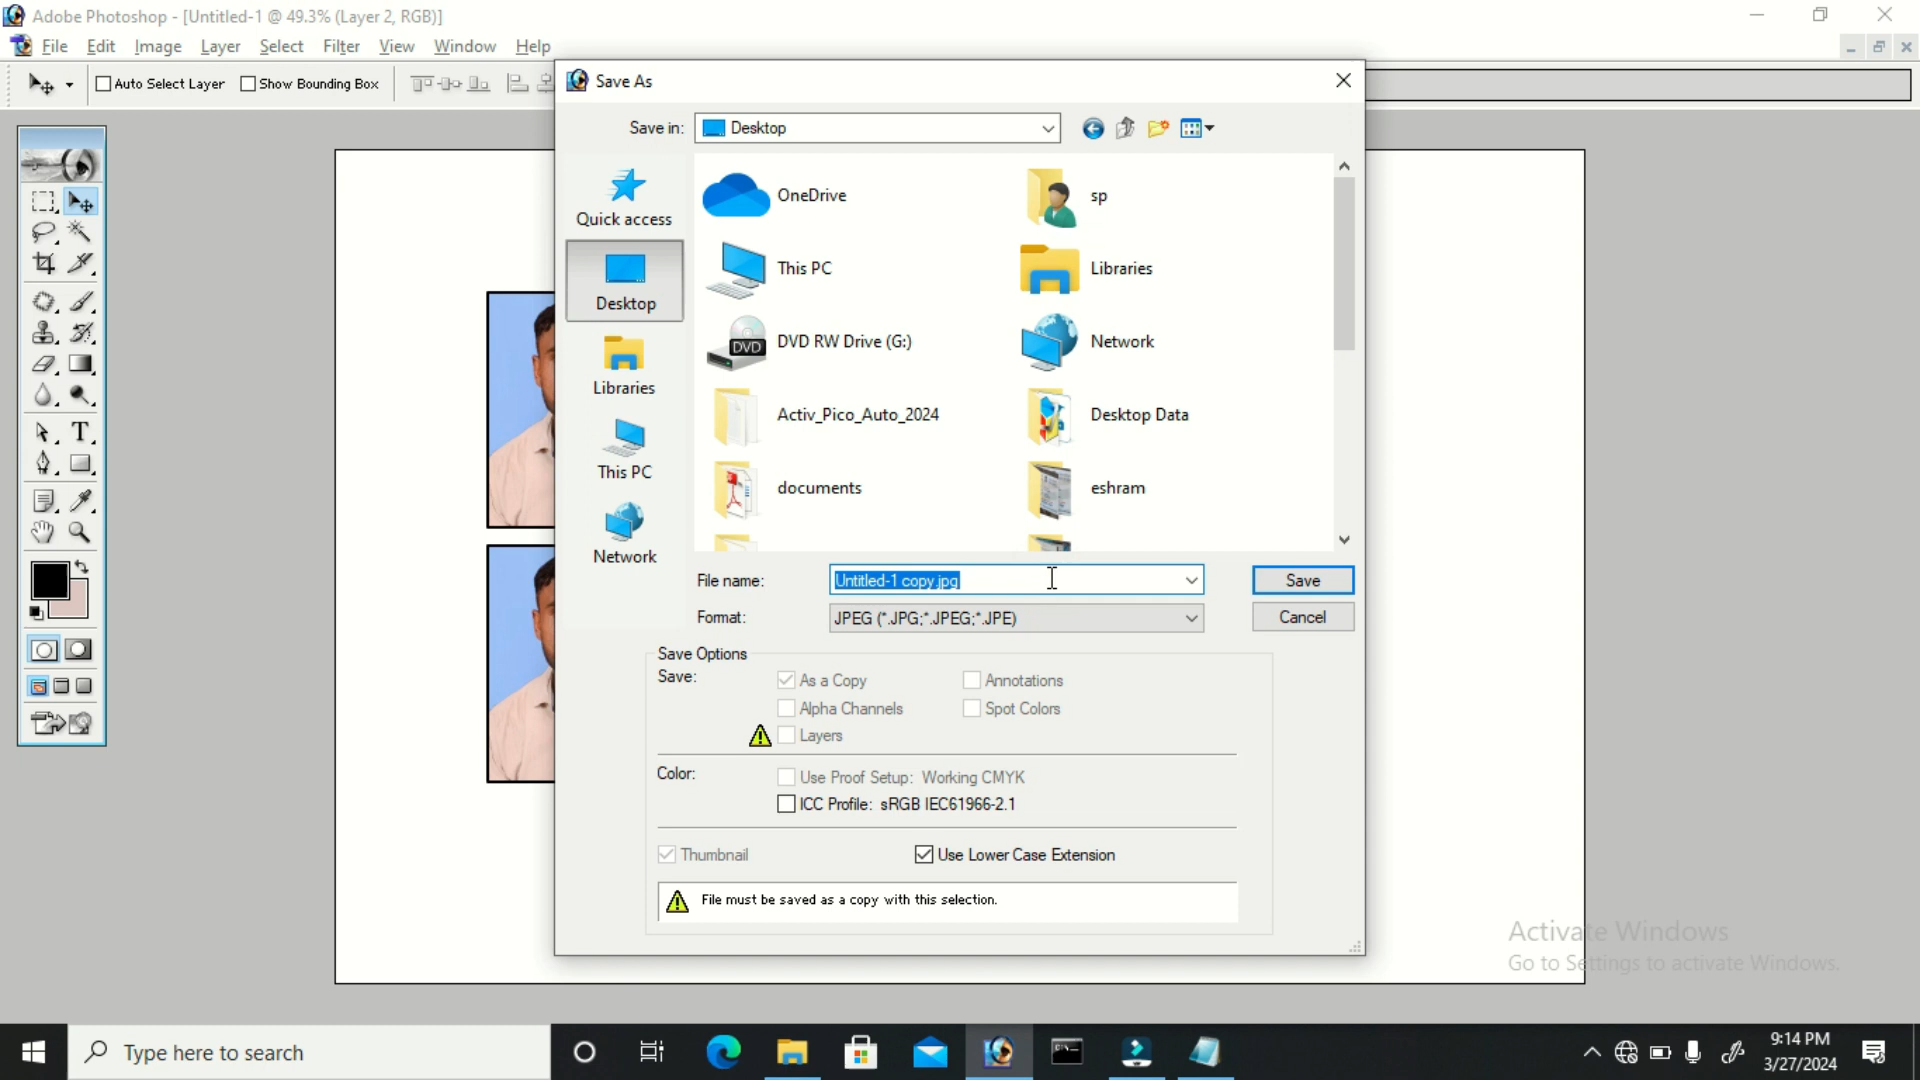 Adobe Photoshop - [Untitled-1 @ 49.3% (Layer 2, RGB)]
File Edit Image Layer Select Filter View Window Help
Auto Select Layer Show Bounding Box
Save As
Save in: Desktop
Quick access
Desktop
Libraries
This PC
Network
OneDrive sp
This PC Libraries
DVD RW Drive (G:) Network
DVD
Activ_Pico_Auto_2024 Desktop Data
documents eshram
File name: Untitled-1 copy.jpg Save
Format: JPEG (*.JPG;*.JPEG;*.JPE) Cancel
Save Options
Save: As a Copy Annotations
Alpha Channels Spot Colors
Layers
Color: Use Proof Setup: Working CMYK
ICC Profile: sRGB IEC61966-2.1
Thumbnail Use Lower Case Extension
File must be saved as a copy with this selection.
Activate Windows
Go to Settings to activate Windows.
Type here to search
9:14 PM
3/27/2024